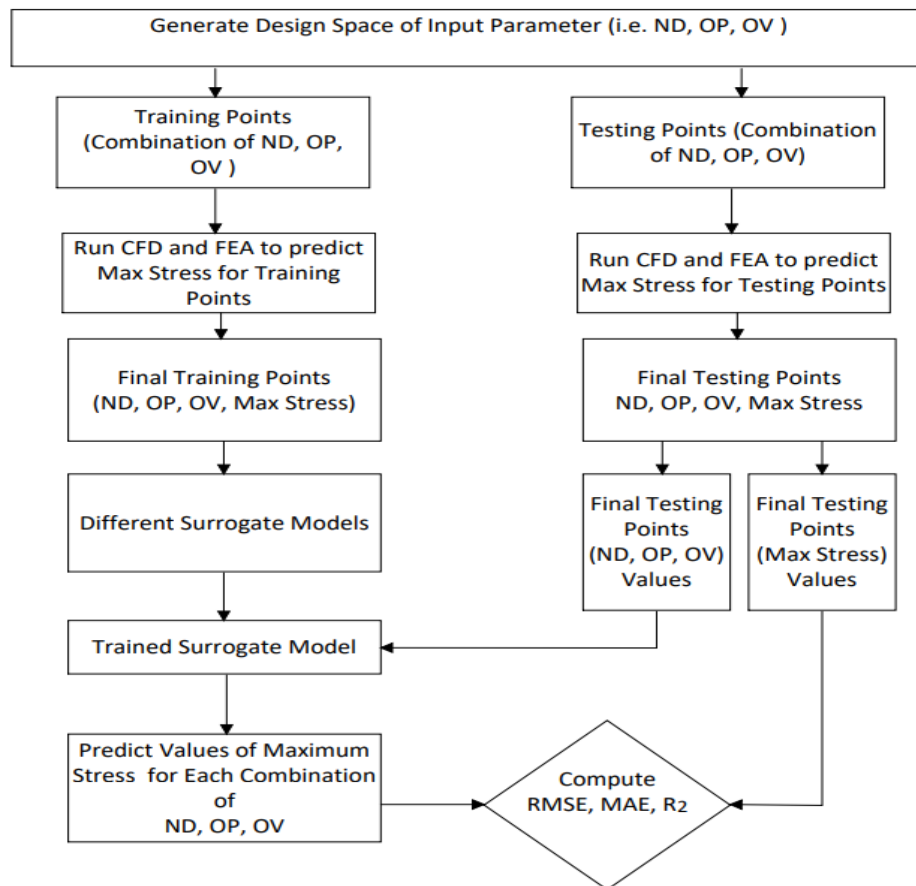 Generate Design Space of Input Parameter (i.e. ND, OP, OV )
Training Points
(Combination of ND, OP,
OV )
Testing Points (Combination
of ND, OP, OV)
Run CFD and FEA to predict
Max Stress for Training
Points
Run CFD and FEA to predict
Max Stress for Testing Points
Final Training Points
(ND, OP, OV, Max Stress)
Final Testing Points
ND, OP, OV, Max Stress
Different Surrogate Models
Final Testing
Points
(ND, OP, OV)
Values
Final Testing
Points
(Max Stress)
Values
Trained Surrogate Model
Predict Values of Maximum
Stress for Each Combination
of
ND, OP, OV
Compute
RMSE, MAE, R2